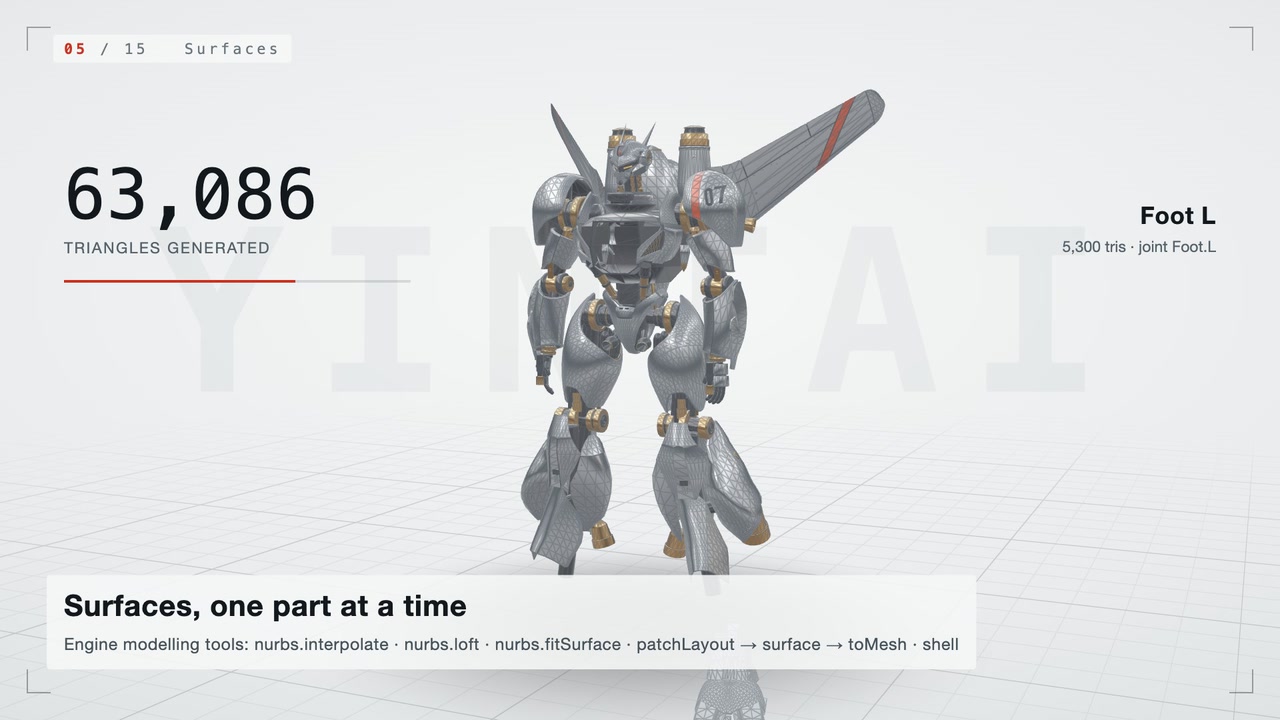 05 / 15 Surfaces
63,086
TRIANGLES GENERATED
Foot L
5,300 tris · joint Foot.L
07
Surfaces, one part at a time
Engine modelling tools: nurbs.interpolate · nurbs.loft · nurbs.fitSurface · patchLayout → surface → toMesh · shell